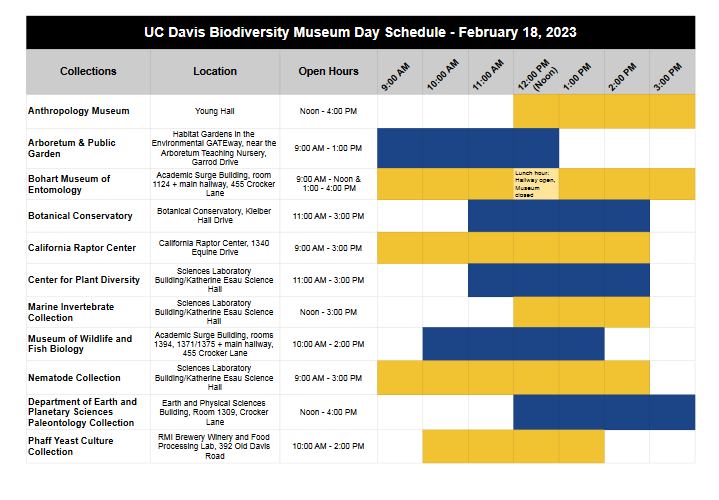 UC Davis Biodiversity Museum Day Schedule - February 18, 2023
Collections
Location
Open Hours
9:00 AM
10:00 AM
11:00 AM
12:00 PM
(Noon)
1:00 PM
2:00 PM
3:00 PM
Anthropology Museum
Young Hall
Noon - 4:00 PM
Arboretum & Public
Garden
Habitat Gardens in the
Environmental GATEway, near the
Arboretum Teaching Nursery,
Garrod Drive
9:00 AM - 1:00 PM
Bohart Museum of
Entomology
Academic Surge Building, room
1124 + main hallway, 455 Crocker
Lane
9:00 AM - Noon &
1:00 - 4:00 PM
Lunch hour:
Hallway open,
Museum
closed
Botanical Conservatory
Botanical Conservatory, Kleiber
Hall Drive
11:00 AM - 3:00 PM
California Raptor Center
California Raptor Center, 1340
Equine Drive
9:00 AM - 3:00 PM
Center for Plant Diversity
Sciences Laboratory
Building/Katherine Esau Science
Hall
11:00 AM - 3:00 PM
Marine Invertebrate
Collection
Sciences Laboratory
Building/Katherine Esau Science
Hall
Noon - 3:00 PM
Museum of Wildlife and
Fish Biology
Academic Surge Building, rooms
1394, 1371/1375 + main hallway,
455 Crocker Lane
10:00 AM - 2:00 PM
Nematode Collection
Sciences Laboratory
Building/Katherine Esau Science
Hall
9:00 AM - 3:00 PM
Department of Earth and
Planetary Sciences
Paleontology Collection
Earth and Physical Sciences
Building, Room 1309, Crocker
Lane
Noon - 4:00 PM
Phaff Yeast Culture
Collection
RMI Brewery Winery and Food
Processing Lab, 392 Old Davis
Road
10:00 AM - 2:00 PM